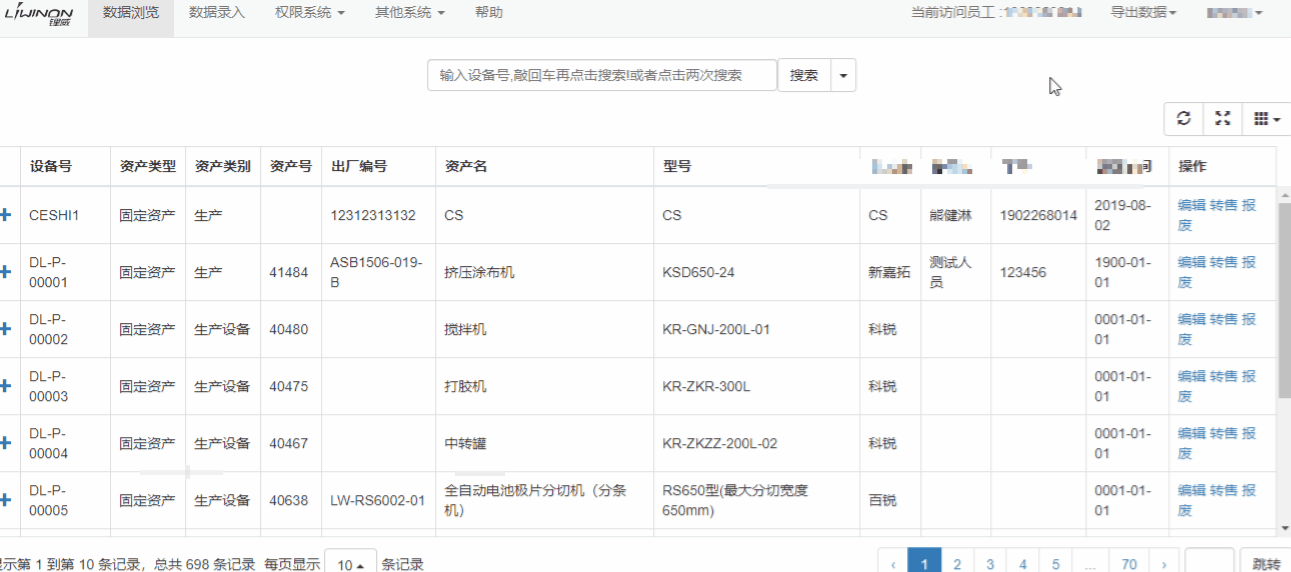 LIWINON 锂威 数据浏览 数据录入 权限系统 其他系统 帮助 当前访问员工 : 导出数据
输入设备号,敲回车再点击搜索!或者点击两次搜索 搜索
设备号 资产类型 资产类别 资产号 出厂编号 资产名 型号 间 操作
CESHI1 固定资产 生产 12312313132 CS CS CS 熊健淋 1902268014 2019-08-
02 编辑 转售 报
废
DL-P-
00001 固定资产 生产 41484 ASB1506-019-
B 挤压涂布机 KSD650-24 新嘉拓 测试人
员 123456 1900-01-
01 编辑 转售 报
废
DL-P-
00002 固定资产 生产设备 40480 搅拌机 KR-GNJ-200L-01 科锐 0001-01-
01 编辑 转售 报
废
DL-P-
00003 固定资产 生产设备 40475 打胶机 KR-ZKR-300L 科锐 0001-01-
01 编辑 转售 报
废
DL-P-
00004 固定资产 生产设备 40467 中转罐 KR-ZKZZ-200L-02 科锐 0001-01-
01 编辑 转售 报
废
DL-P-
00005 固定资产 生产设备 40638 LW-RS6002-01 全自动电池极片分切机（分条
机） RS650型(最大分切宽度
650mm) 百锐 0001-01-
01 编辑 转售 报
废
示第 1 到第 10 条记录，总共 698 条记录 每页显示 10 条记录 ‹ 1 2 3 4 5 ... 70 › 跳转